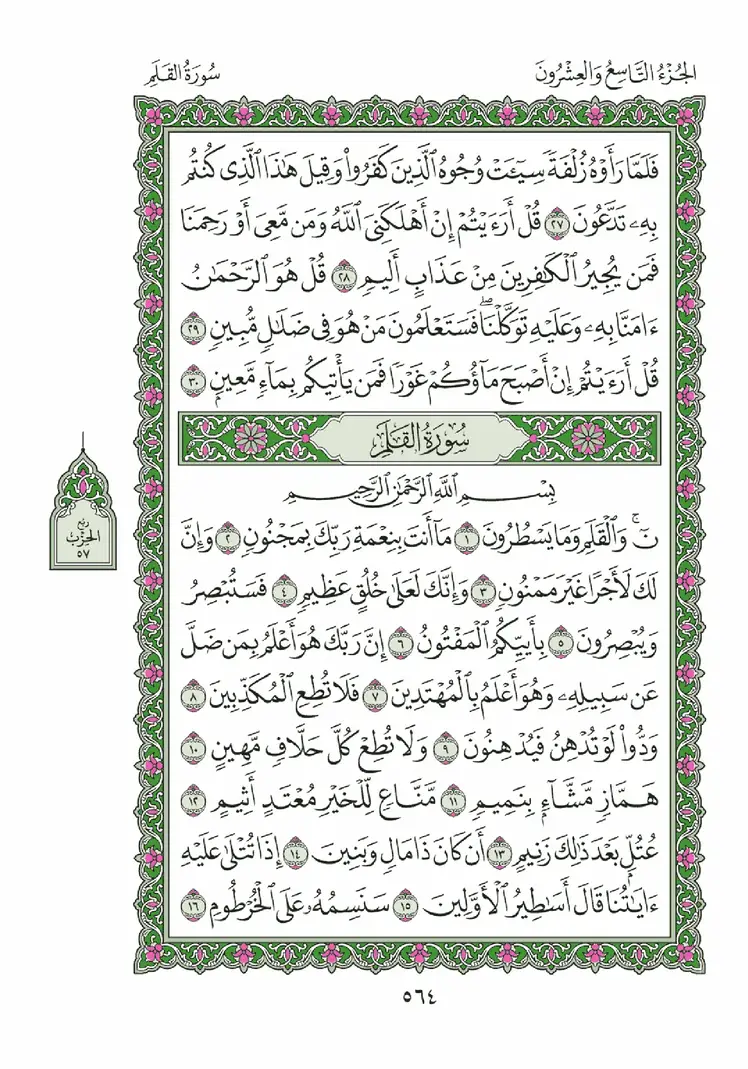 الجُزْءُ التَّاسِعُ وَالعِشْرُونَ
سُورَةُ القَلَمِ
فَلَمَّا رَأَوۡهُ زُلۡفَةٗ سِيٓـَٔتۡ وُجُوهُ ٱلَّذِينَ كَفَرُواْ وَقِيلَ هَٰذَا ٱلَّذِي كُنتُم
بِهِۦ تَدَّعُونَ ٢٧ قُلۡ أَرَءَيۡتُمۡ إِنۡ أَهۡلَكَنِيَ ٱللَّهُ وَمَن مَّعِيَ أَوۡ رَحِمَنَا
فَمَن يُجِيرُ ٱلۡكَٰفِرِينَ مِنۡ عَذَابٍ أَلِيمٖ ٢٨ قُلۡ هُوَ ٱلرَّحۡمَٰنُ
ءَامَنَّا بِهِۦ وَعَلَيۡهِ تَوَكَّلۡنَاۖ فَسَتَعۡلَمُونَ مَنۡ هُوَ فِي ضَلَٰلٖ مُّبِينٖ ٢٩
قُلۡ أَرَءَيۡتُمۡ إِنۡ أَصۡبَحَ مَآؤُكُمۡ غَوۡرٗا فَمَن يَأۡتِيكُم بِمَآءٖ مَّعِينِۭ ٣٠
سُورَةُ القَلَمِ
بِسۡمِ ٱللَّهِ ٱلرَّحۡمَٰنِ ٱلرَّحِيمِ
نٓۚ وَٱلۡقَلَمِ وَمَا يَسۡطُرُونَ ١ مَآ أَنتَ بِنِعۡمَةِ رَبِّكَ بِمَجۡنُونٖ ٢ وَإِنَّ
لَكَ لَأَجۡرًا غَيۡرَ مَمۡنُونٖ ٣ وَإِنَّكَ لَعَلَىٰ خُلُقٍ عَظِيمٖ ٤ فَسَتُبۡصِرُ
وَيُبۡصِرُونَ ٥ بِأَييِّكُمُ ٱلۡمَفۡتُونُ ٦ إِنَّ رَبَّكَ هُوَ أَعۡلَمُ بِمَن ضَلَّ
عَن سَبِيلِهِۦ وَهُوَ أَعۡلَمُ بِٱلۡمُهۡتَدِينَ ٧ فَلَا تُطِعِ ٱلۡمُكَذِّبِينَ ٨
وَدُّواْ لَوۡ تُدۡهِنُ فَيُدۡهِنُونَ ٩ وَلَا تُطِعۡ كُلَّ حَلَّافٖ مَّهِينٍ ١٠
هَمَّازٖ مَّشَّآءِۭ بِنَمِيمٖ ١١ مَّنَّاعٖ لِّلۡخَيۡرِ مُعۡتَدٍ أَثِيمٍ ١٢
عُتُلِّۭ بَعۡدَ ذَٰلِكَ زَنِيمٍ ١٣ أَن كَانَ ذَا مَالٖ وَبَنِينَ ١٤ إِذَا تُتۡلَىٰ عَلَيۡهِ
ءَايَٰتُنَا قَالَ أَسَٰطِيرُ ٱلۡأَوَّلِينَ ١٥ سَنَسِمُهُۥ عَلَى ٱلۡخُرۡطُومِ ١٦
ربع
الحزب
٥٧
٥٦٤